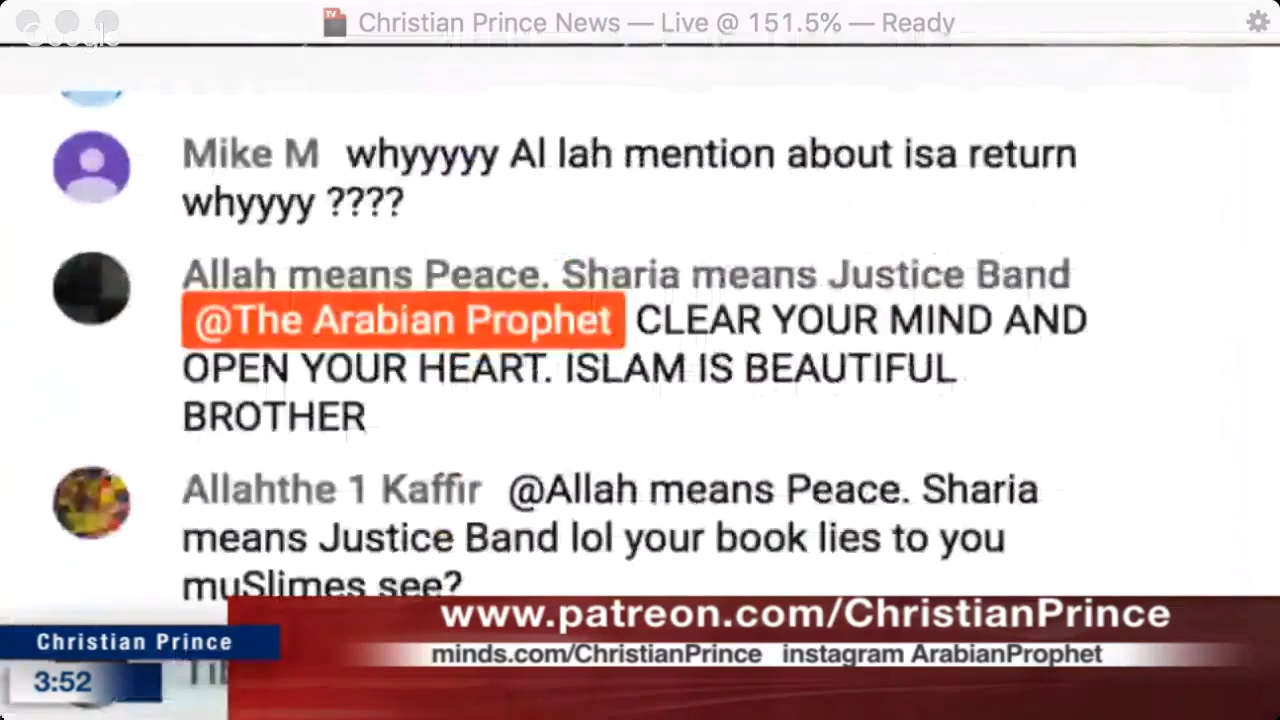 Google
TV
Christian Prince News — Live @ 151.5% — Ready
Mike M whyyyyy Al lah mention about isa return
whyyyy ????
Allah means Peace. Sharia means Justice Band
@The Arabian Prophet CLEAR YOUR MIND AND
OPEN YOUR HEART. ISLAM IS BEAUTIFUL
BROTHER
Allahthe 1 Kaffir @Allah means Peace. Sharia
means Justice Band lol your book lies to you
muSlimes see?
www.patreon.com/ChristianPrince
Christian Prince
minds.com/ChristianPrince instagram ArabianProphet
3:52